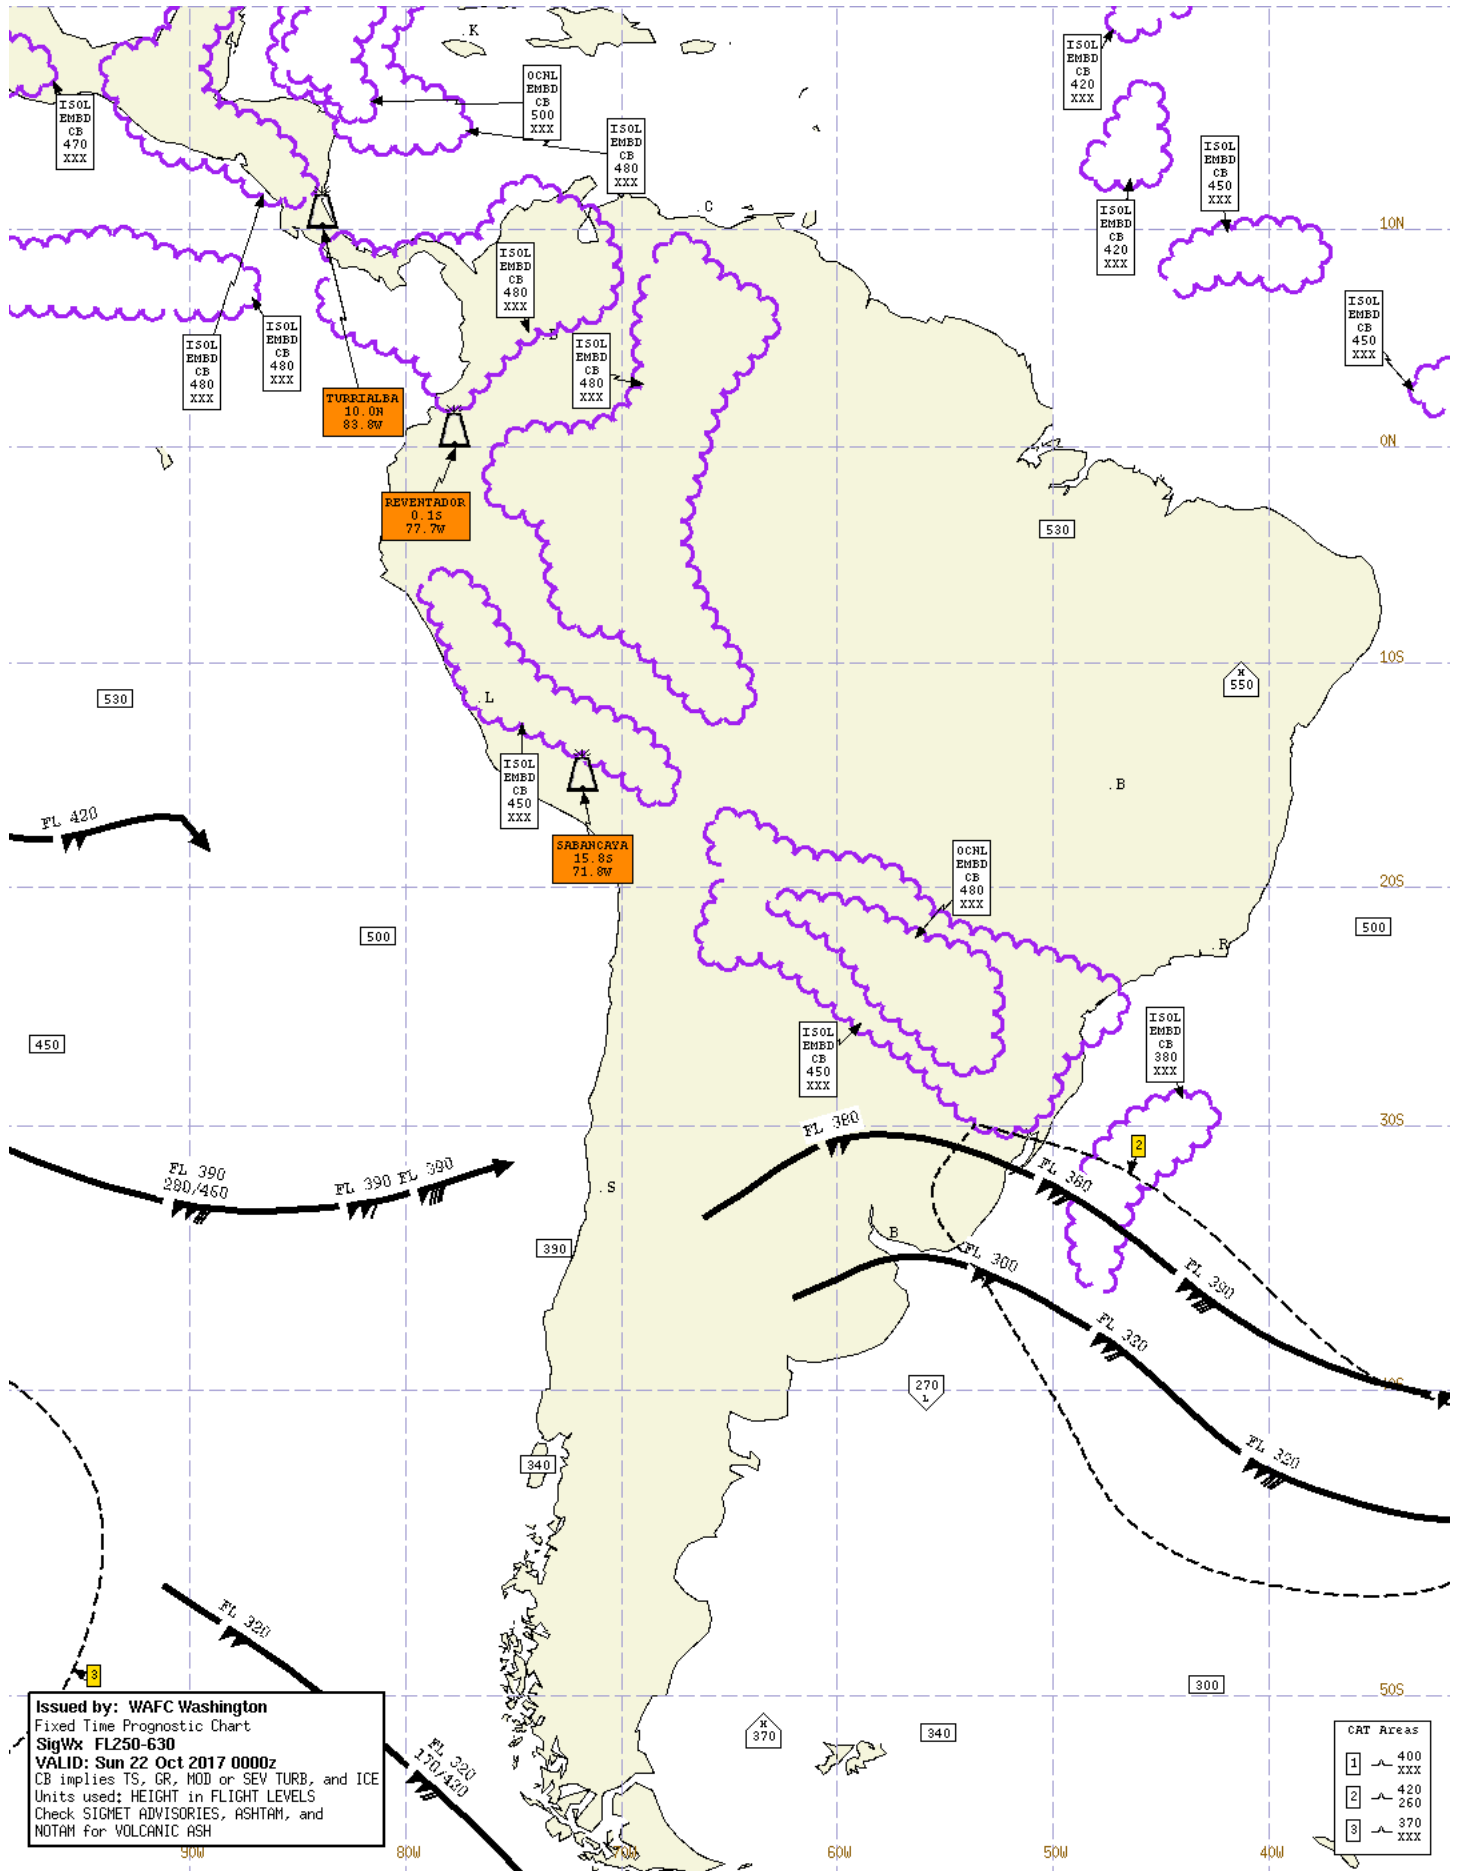 .K
ISOL
EMBD
CB
420
XXX
OCNL
EMBD
CB
500
XXX
ISOL
EMBD
CB
470
XXX
ISOL
EMBD
CB
480
XXX
ISOL
EMBD
CB
450
XXX
.C
ISOL
EMBD
CB
420
XXX
10N
ISOL
EMBD
CB
480
XXX
ISOL
EMBD
CB
450
XXX
ISOL
EMBD
CB
480
XXX
ISOL
EMBD
CB
480
XXX
.B
ISOL
EMBD
CB
480
XXX
TURRIALBA
10.0N
83.8W
0N
REVENTADOR
0.1S
77.7W
530
10S
H
550
530
.L
ISOL
EMBD
CB
450
XXX
.B
FL 420
SABANCAYA
15.8S
71.8W
OCNL
EMBD
CB
480
XXX
20S
500
500
.R
450
ISOL
EMBD
CB
450
XXX
ISOL
EMBD
CB
380
XXX
30S
FL 380
2
FL 390
280/460
FL 390
FL 390
FL 380
.S
B
390
FL 300
FL 390
FL 320
270
L
40S
340
FL 320
FL 320
3
300
50S
H
370
340
FL 320
170/420
Issued by: WAFC Washington
Fixed Time Prognostic Chart
SigWx FL250-630
VALID: Sun 22 Oct 2017 0000z
CB implies TS, GR, MOD or SEV TURB, and ICE
Units used: HEIGHT in FLIGHT LEVELS
Check SIGMET ADVISORIES, ASHTAM, and
NOTAM for VOLCANIC ASH
CAT Areas
1 400
XXX
2 420
260
3 370
XXX
90W 80W 70W 60W 50W 40W